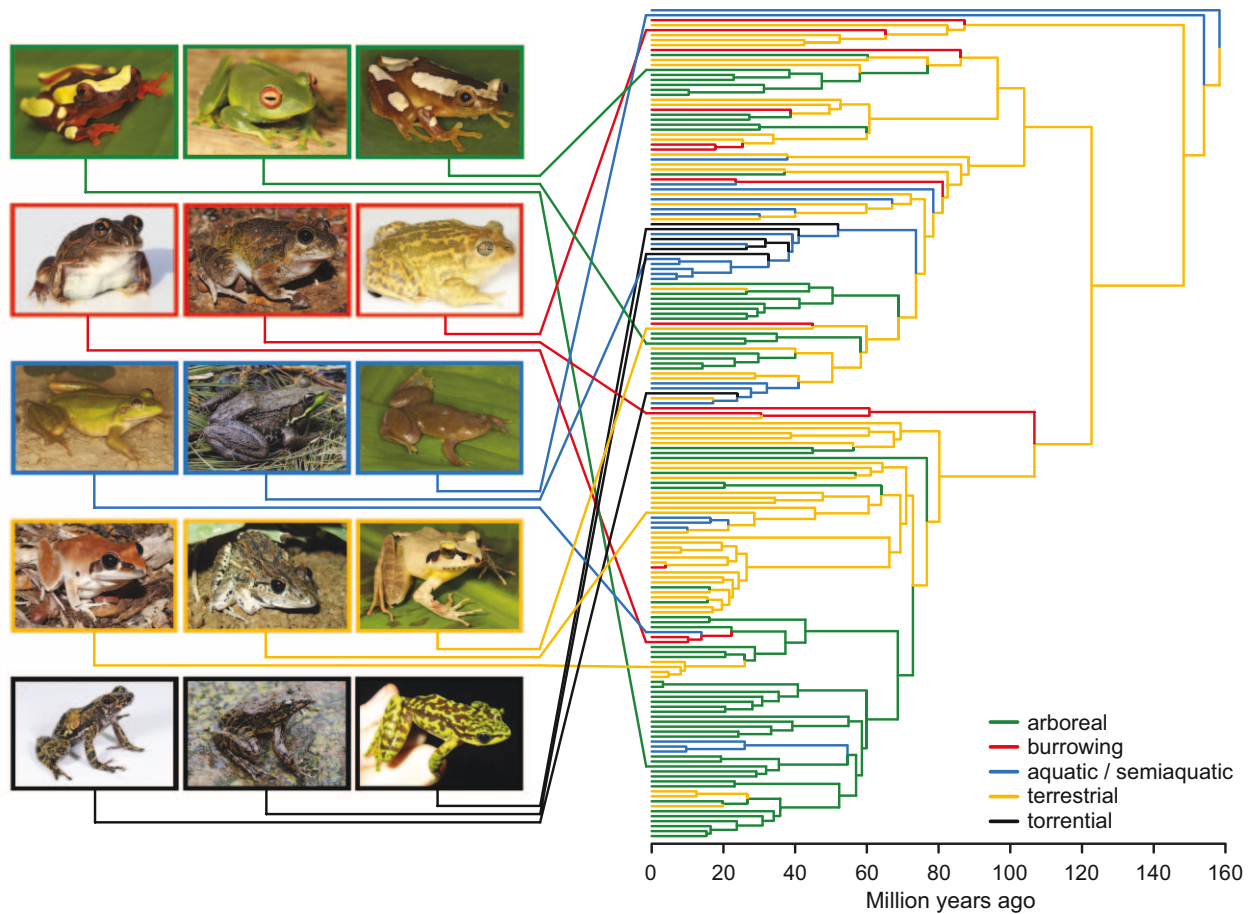 arboreal
burrowing
aquatic / semiaquatic
terrestrial
torrential
0 20 40 60 80 100 120 140 160
Million years ago